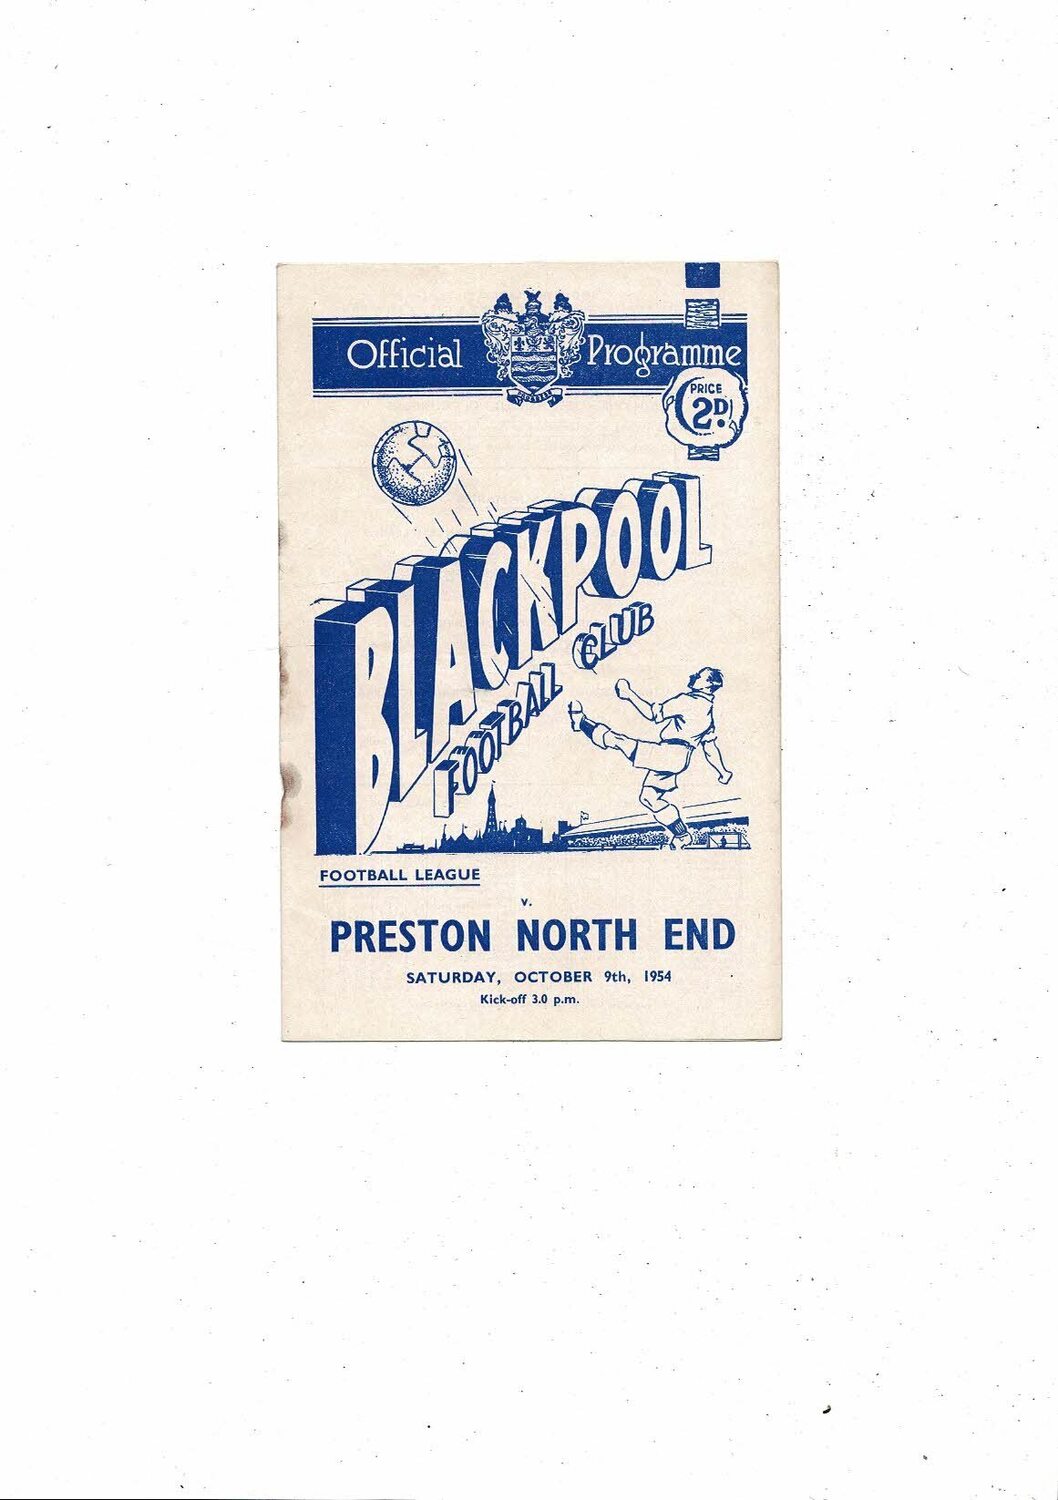 Official Programme
PRICE
2D.
BLACKPOOL
FOOTBALL CLUB
FOOTBALL LEAGUE
v.
PRESTON NORTH END
SATURDAY, OCTOBER 9th, 1954
Kick-off 3.0 p.m.